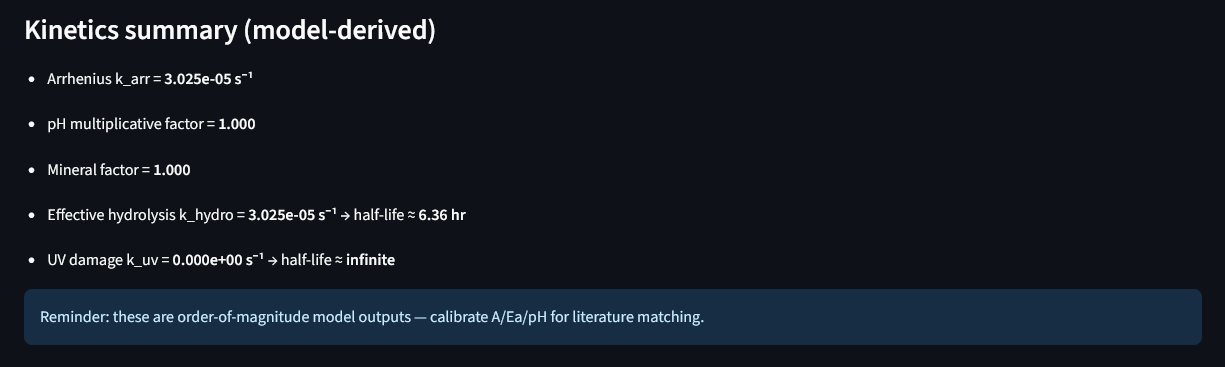 Kinetics summary (model-derived)
• Arrhenius k_arr = 3.025e-05 s⁻¹
• pH multiplicative factor = 1.000
• Mineral factor = 1.000
• Effective hydrolysis k_hydro = 3.025e-05 s⁻¹ → half-life ≈ 6.36 hr
• UV damage k_uv = 0.000e+00 s⁻¹ → half-life ≈ infinite
Reminder: these are order-of-magnitude model outputs — calibrate A/Ea/pH for literature matching.